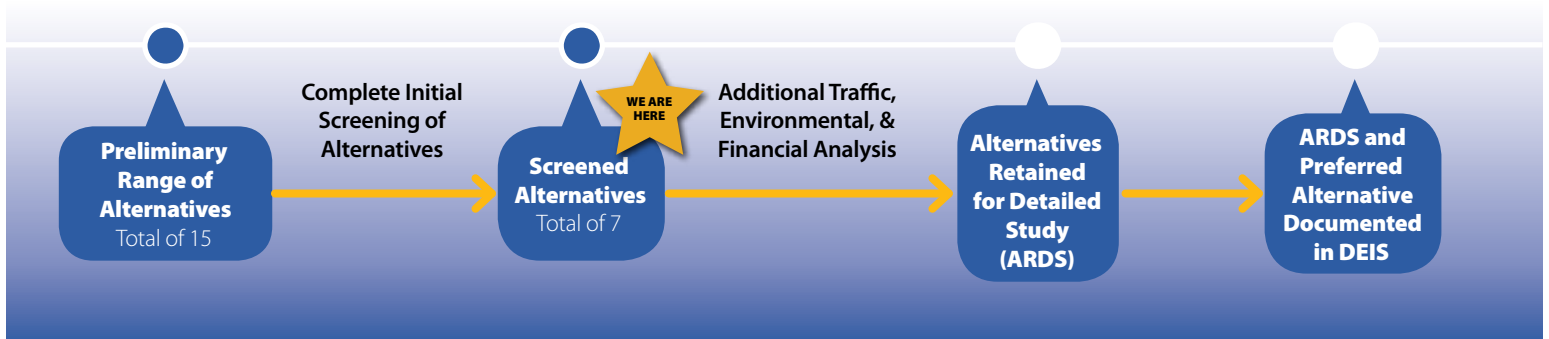 Preliminary
Range of
Alternatives
Total of 15
Complete Initial
Screening of
Alternatives
WE ARE
HERE
Screened
Alternatives
Total of 7
Additional Traffic,
Environmental, &
Financial Analysis
Alternatives
Retained
for Detailed
Study
(ARDS)
ARDS and
Preferred
Alternative
Documented
in DEIS